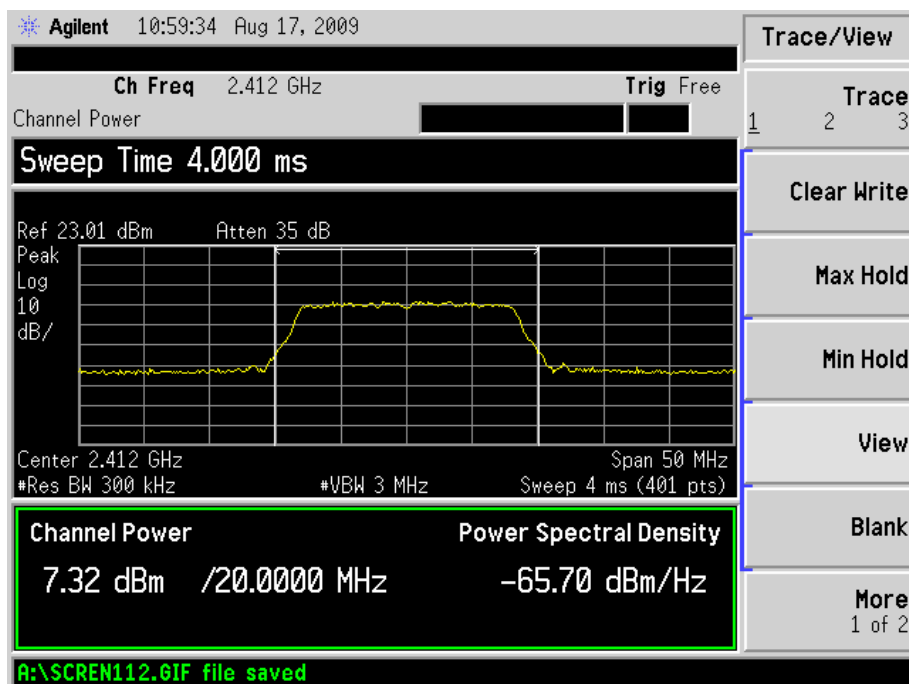 Agilent 10:59:34 Aug 17, 2009
Trace/View
Ch Freq 2.412 GHz Trig Free
Channel Power
Trace
1 2 3
Sweep Time 4.000 ms
Clear Write
Ref 23.01 dBm Atten 35 dB
Peak
Log
10
dB/
Max Hold
Min Hold
Center 2.412 GHz Span 50 MHz
#Res BW 300 kHz #VBW 3 MHz Sweep 4 ms (401 pts)
View
Channel Power Power Spectral Density
7.32 dBm /20.0000 MHz -65.70 dBm/Hz
Blank
More
1 of 2
A:\SCREN112.GIF file saved